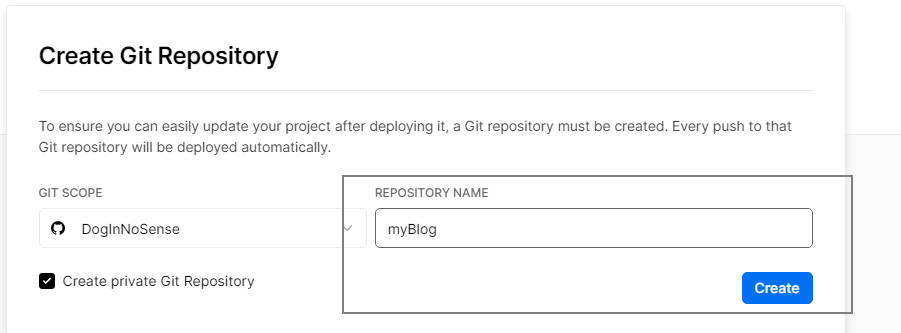 Create Git Repository
To ensure you can easily update your project after deploying it, a Git repository must be created. Every push to that
Git repository will be deployed automatically.
GIT SCOPE
DogInNoSense
REPOSITORY NAME
myBlog
Create private Git Repository
Create